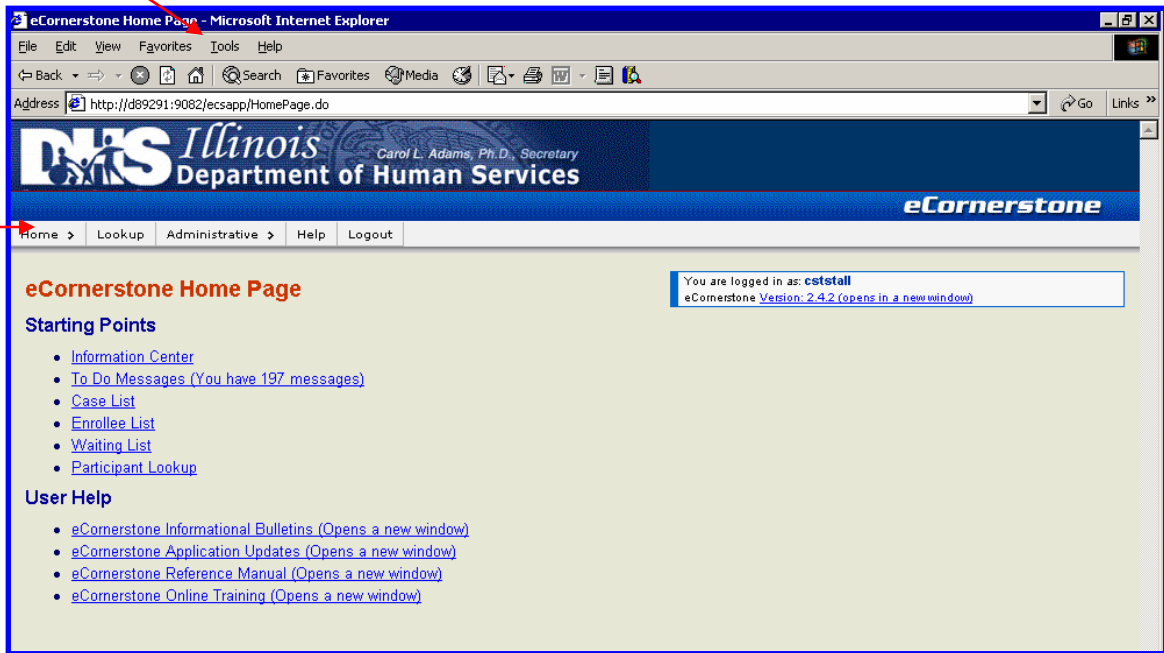 eCornerstone Home Page - Microsoft Internet Explorer
File Edit View Favorites Tools Help
Back Search Favorites Media
Address http://d89291:9082/ecsapp/HomePage.do Go Links »
DHS Illinois Carol L. Adams, Ph.D., Secretary
Department of Human Services
eCornerstone
Home > Lookup Administrative > Help Logout
eCornerstone Home Page
You are logged in as: cststall
eCornerstone Version: 2.4.2 (opens in a new window)
Starting Points
• Information Center
• To Do Messages (You have 197 messages)
• Case List
• Enrollee List
• Waiting List
• Participant Lookup
User Help
• eCornerstone Informational Bulletins (Opens a new window)
• eCornerstone Application Updates (Opens a new window)
• eCornerstone Reference Manual (Opens a new window)
• eCornerstone Online Training (Opens a new window)